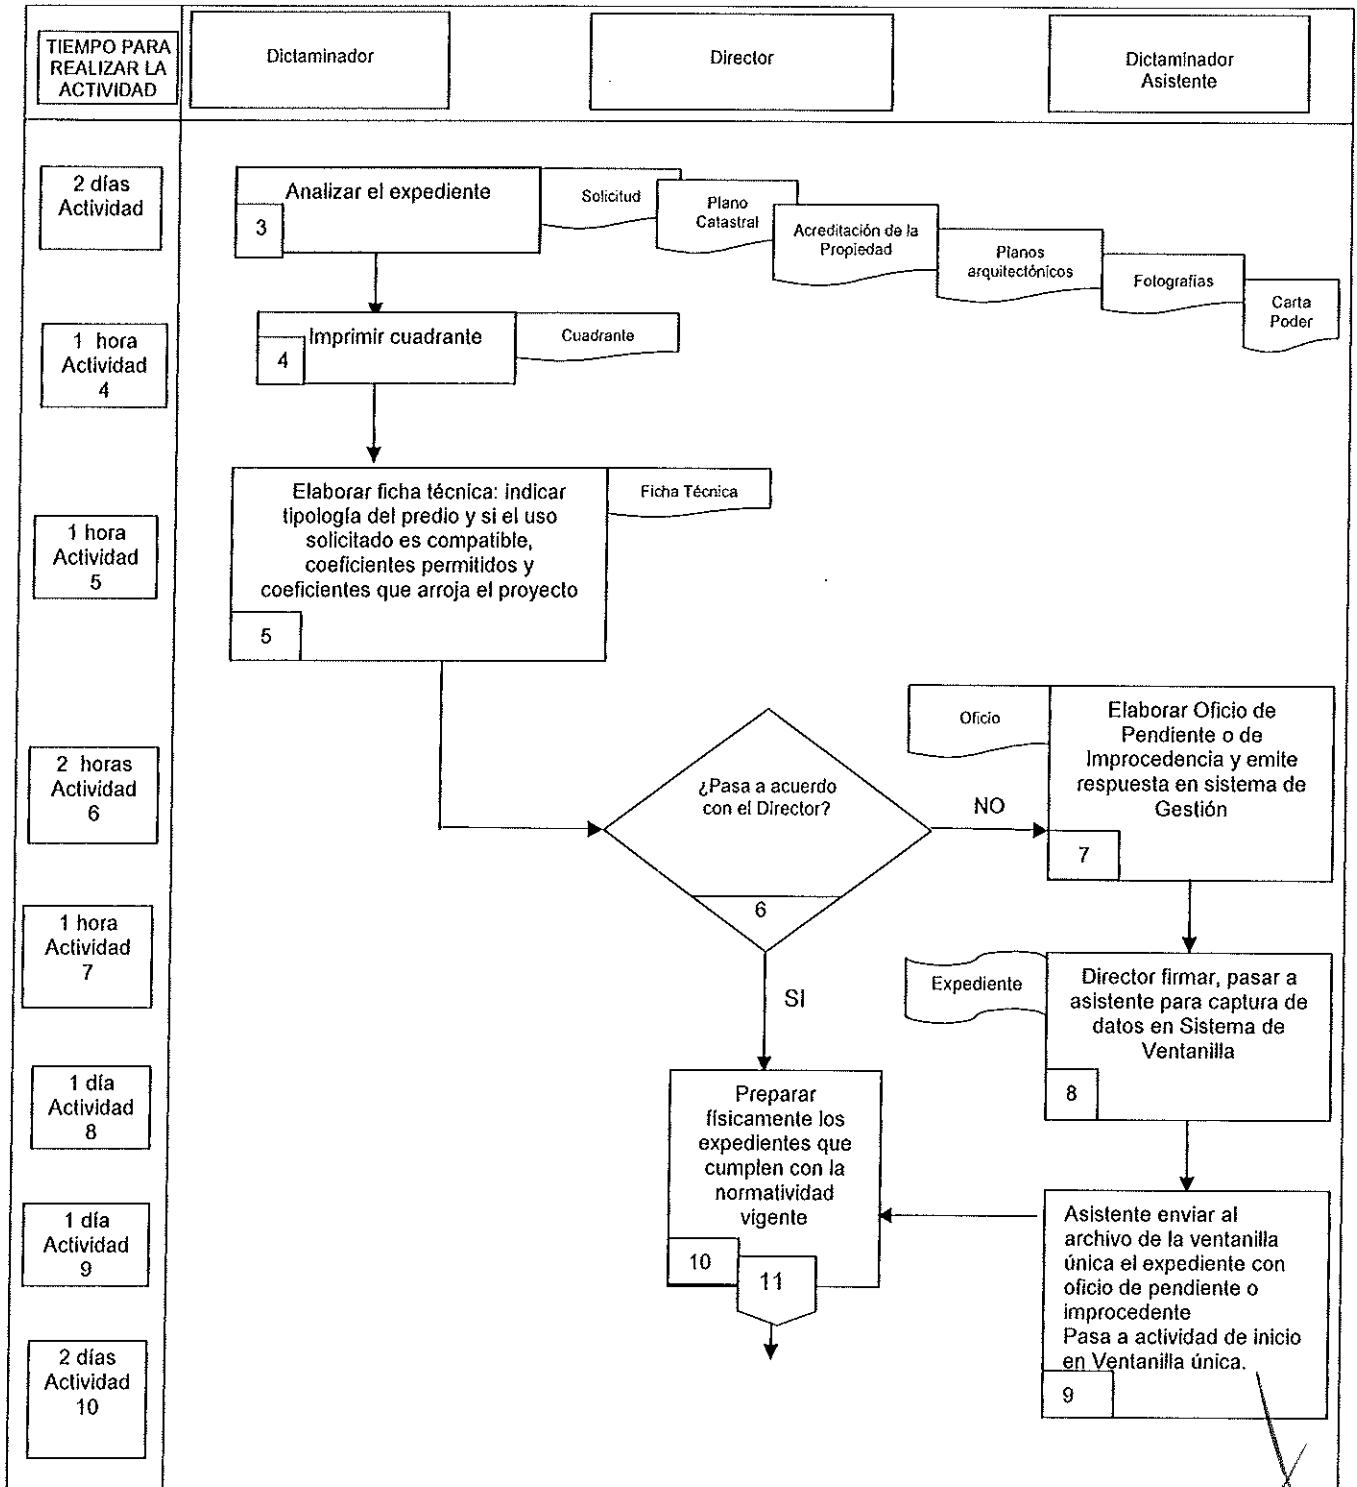 TIEMPO PARA
REALIZAR LA
ACTIVIDAD
Dictaminador
Director
Dictaminador
Asistente
2 días
Actividad
Analizar el expediente
3
Solicitud
Plano
Catastral
Acreditación de la
Propiedad
Planos
arquitectónicos
Fotografías
Carta
Poder
1 hora
Actividad
4
Imprimir cuadrante
4
Cuadrante
1 hora
Actividad
5
Elaborar ficha técnica: indicar
tipología del predio y si el uso
solicitado es compatible,
coeficientes permitidos y
coeficientes que arroja el proyecto
5
Ficha Técnica
2 horas
Actividad
6
¿Pasa a acuerdo
con el Director?
6
NO
SI
Oficio
Elaborar Oficio de
Pendiente o de
Improcedencia y emite
respuesta en sistema de
Gestión
7
1 hora
Actividad
7
Expediente
Director firmar, pasar a
asistente para captura de
datos en Sistema de
Ventanilla
8
1 día
Actividad
8
Preparar
físicamente los
expedientes que
cumplen con la
normatividad
vigente
10
11
1 día
Actividad
9
Asistente enviar al
archivo de la ventanilla
única el expediente con
oficio de pendiente o
improcedente
Pasa a actividad de inicio
en Ventanilla única.
9
2 días
Actividad
10